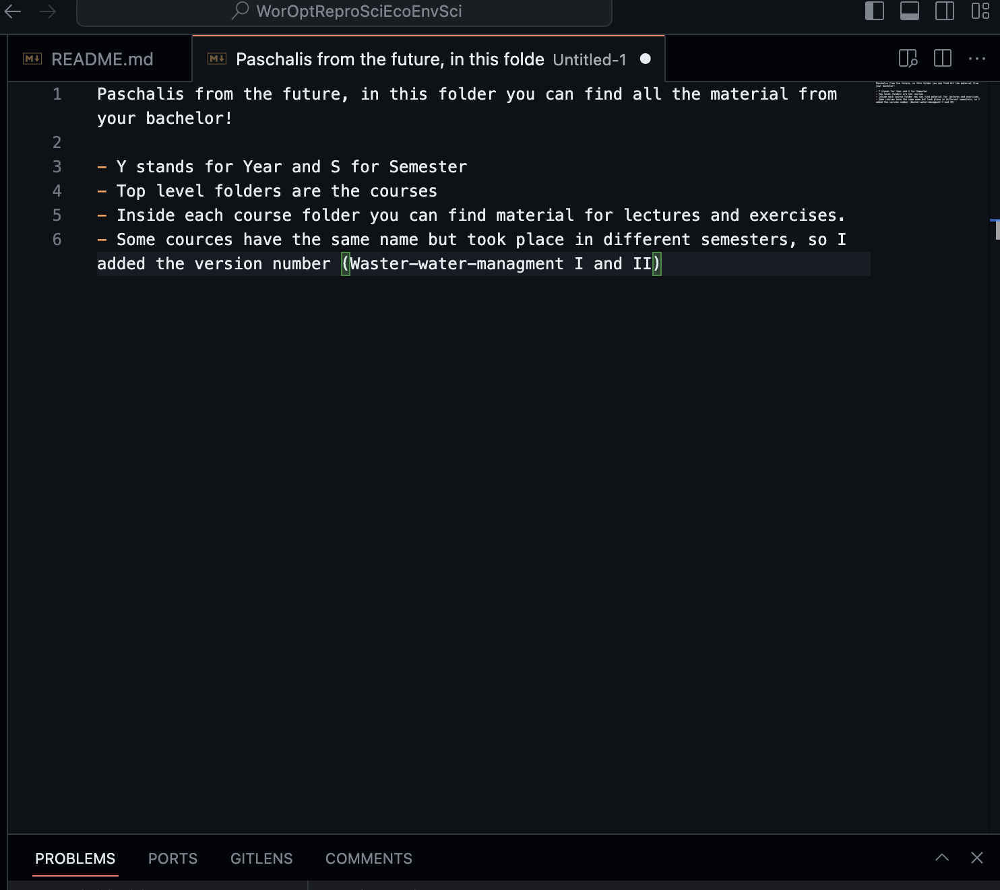 WorOptReproSciEcoEnvSci
README.md
Paschalis from the future, in this folde Untitled-1
1 Paschalis from the future, in this folder you can find all the material from
your bachelor!
2
3 - Y stands for Year and S for Semester
4 - Top level folders are the courses
5 - Inside each course folder you can find material for lectures and exercises.
6 - Some cources have the same name but took place in different semesters, so I
added the version number (Waster-water-managment I and II)
PROBLEMS PORTS GITLENS COMMENTS